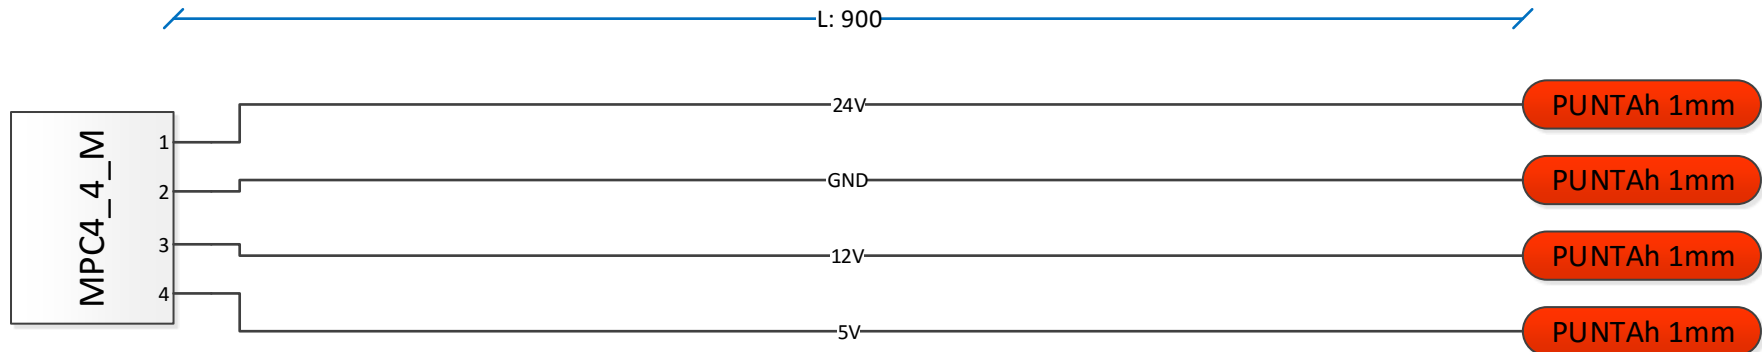 L: 900
24V
PUNTAh 1mm
1
MPC4_4_M
2
GND
PUNTAh 1mm
3
12V
PUNTAh 1mm
4
5V
PUNTAh 1mm